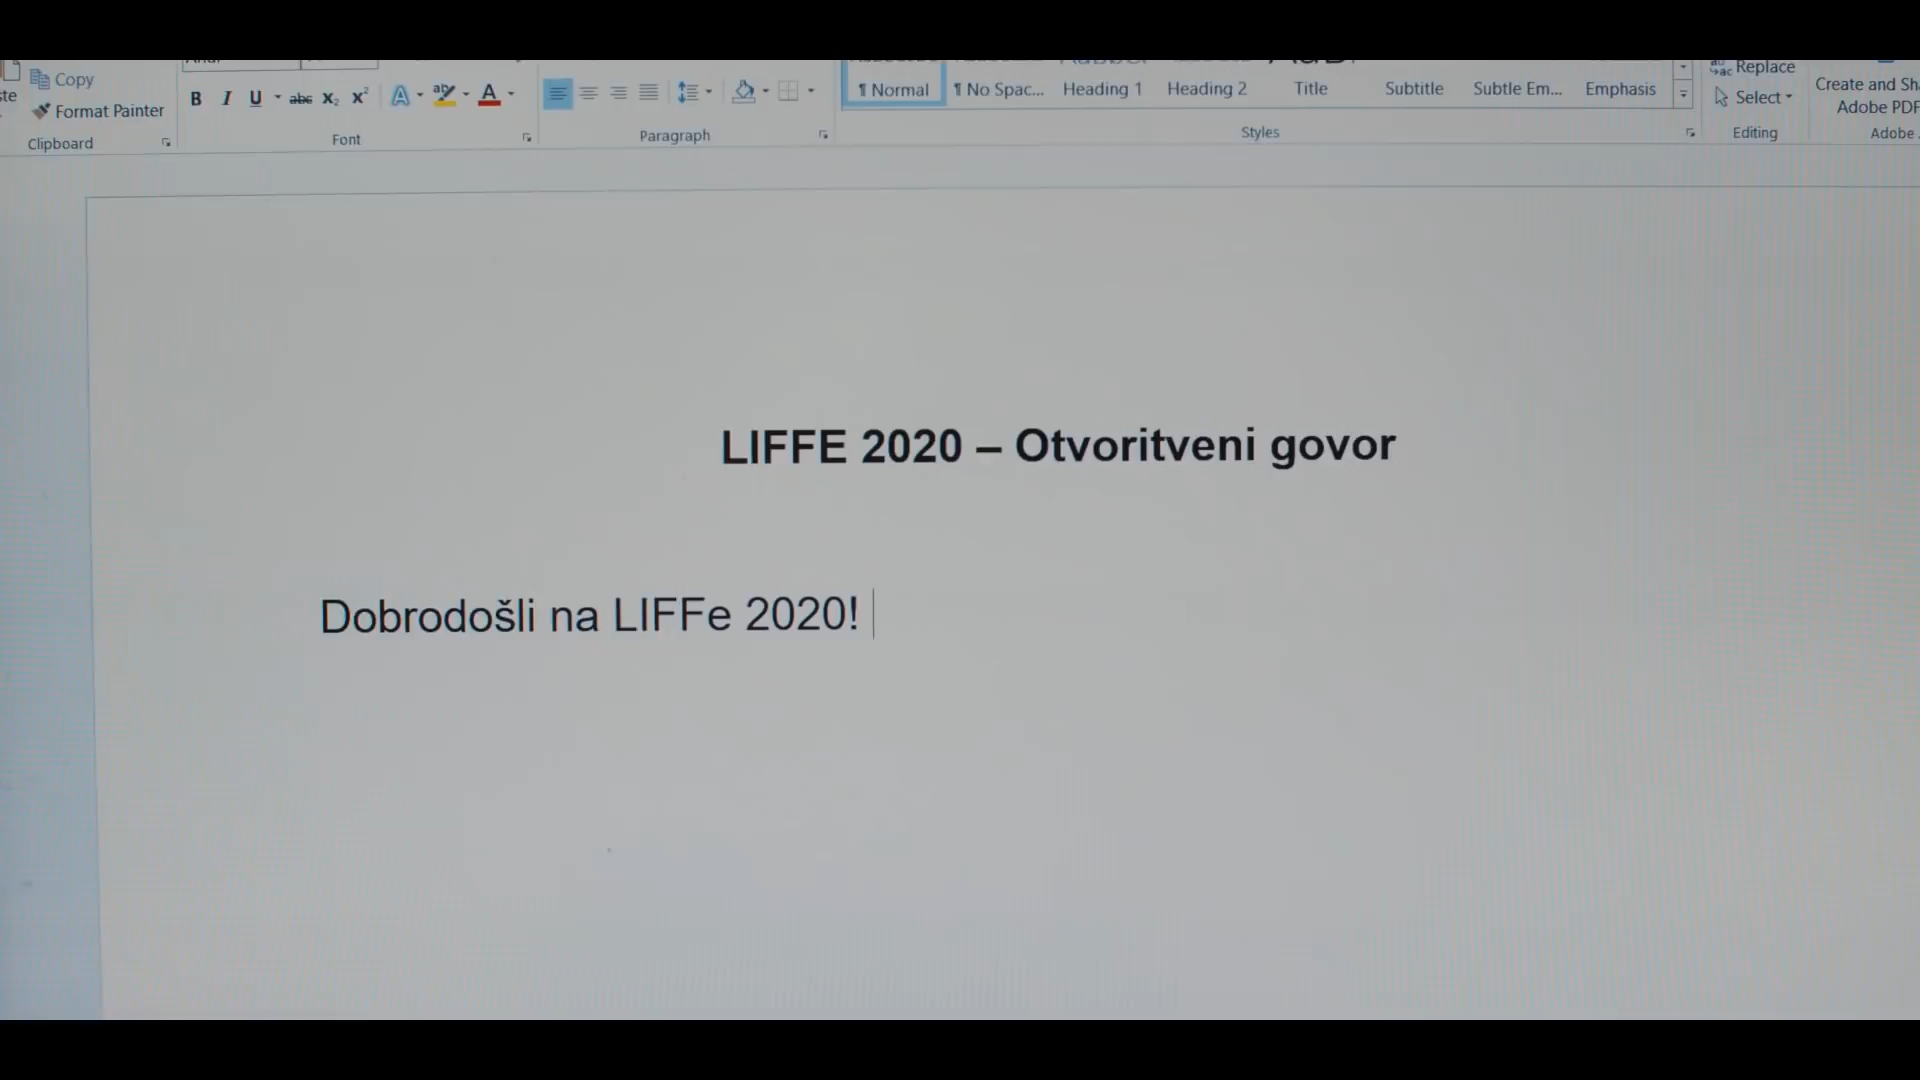 Copy
Format Painter
Clipboard
B I U abc X₂ X² A ab A
Font
Paragraph
¶ Normal ¶ No Spac... Heading 1 Heading 2 Title Subtitle Subtle Em... Emphasis
Styles
Replace
Select
Editing
Create and Sh
Adobe PDF
Adobe
LIFFE 2020 – Otvoritveni govor
Dobrodošli na LIFFe 2020!